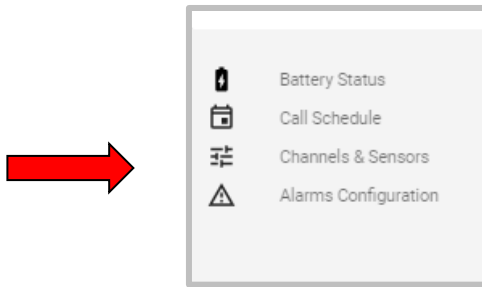 Battery Status
Call Schedule
Channels & Sensors
Alarms Configuration